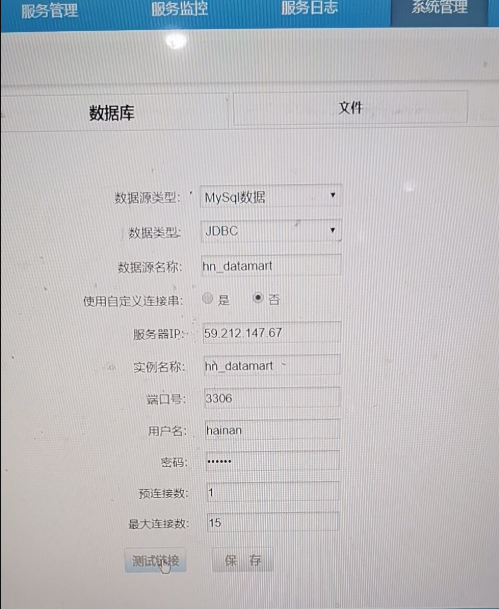 服务管理 服务监控 服务日志 系统管理
数据库 文件
数据源类型: MySql数据
数据类型: JDBC
数据源名称: hn_datamart
使用自定义连接串: 是 否
服务器IP: 59.212.147.67
实例名称: hn_datamart
端口号: 3306
用户名: hainan
密码: ••••••
预连接数: 1
最大连接数: 15
测试链接 保 存